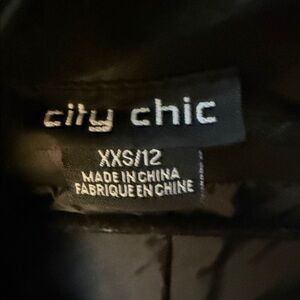 city chic
XXS/12
MADE IN CHINA
FABRIQUE EN CHINE